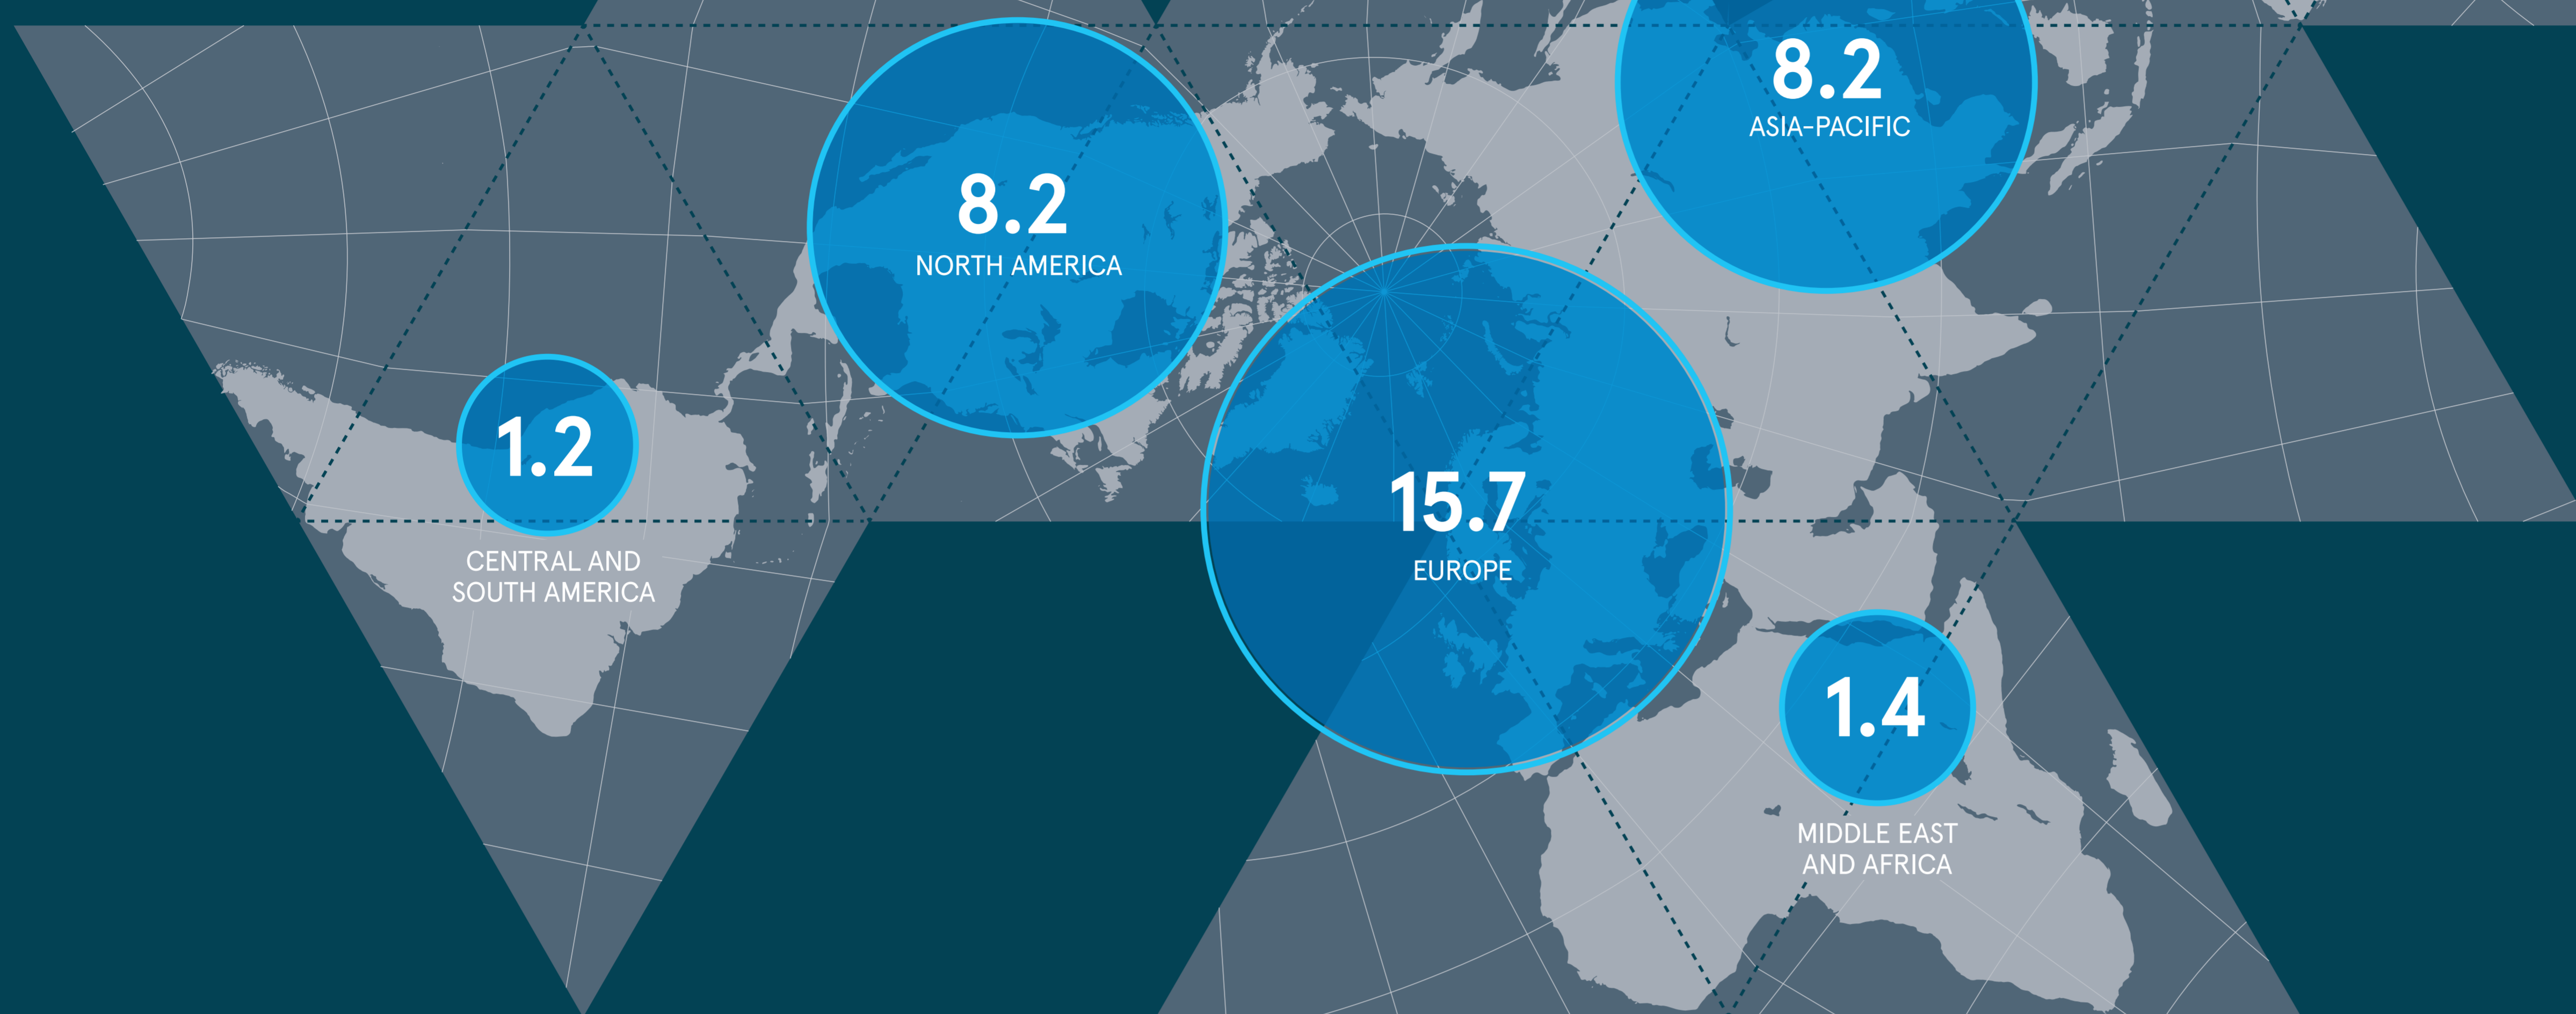 8.2
ASIA-PACIFIC
8.2
NORTH AMERICA
1.2
CENTRAL AND
SOUTH AMERICA
15.7
EUROPE
1.4
MIDDLE EAST
AND AFRICA